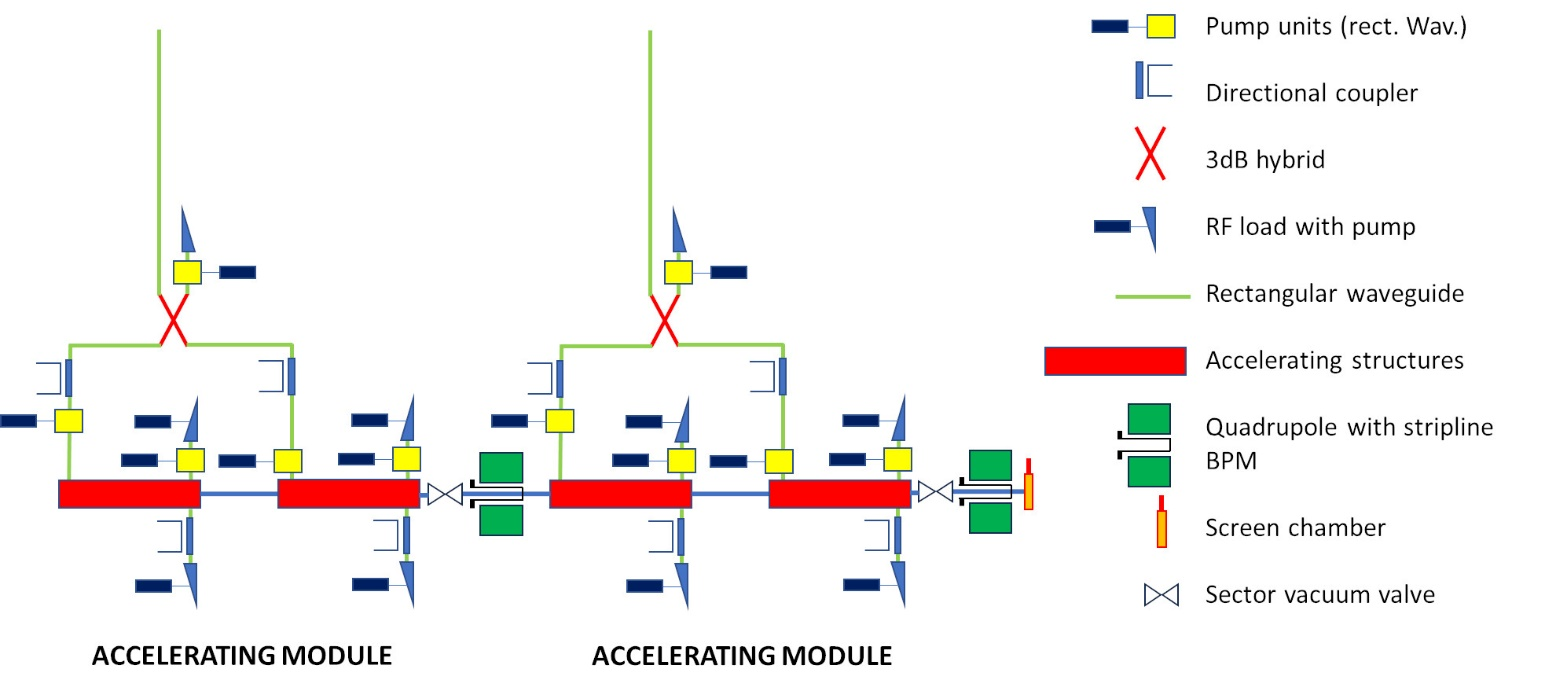 Pump units (rect. Wav.)
Directional coupler
3dB hybrid
RF load with pump
Rectangular waveguide
Accelerating structures
Quadrupole with stripline
BPM
Screen chamber
Sector vacuum valve
ACCELERATING MODULE
ACCELERATING MODULE